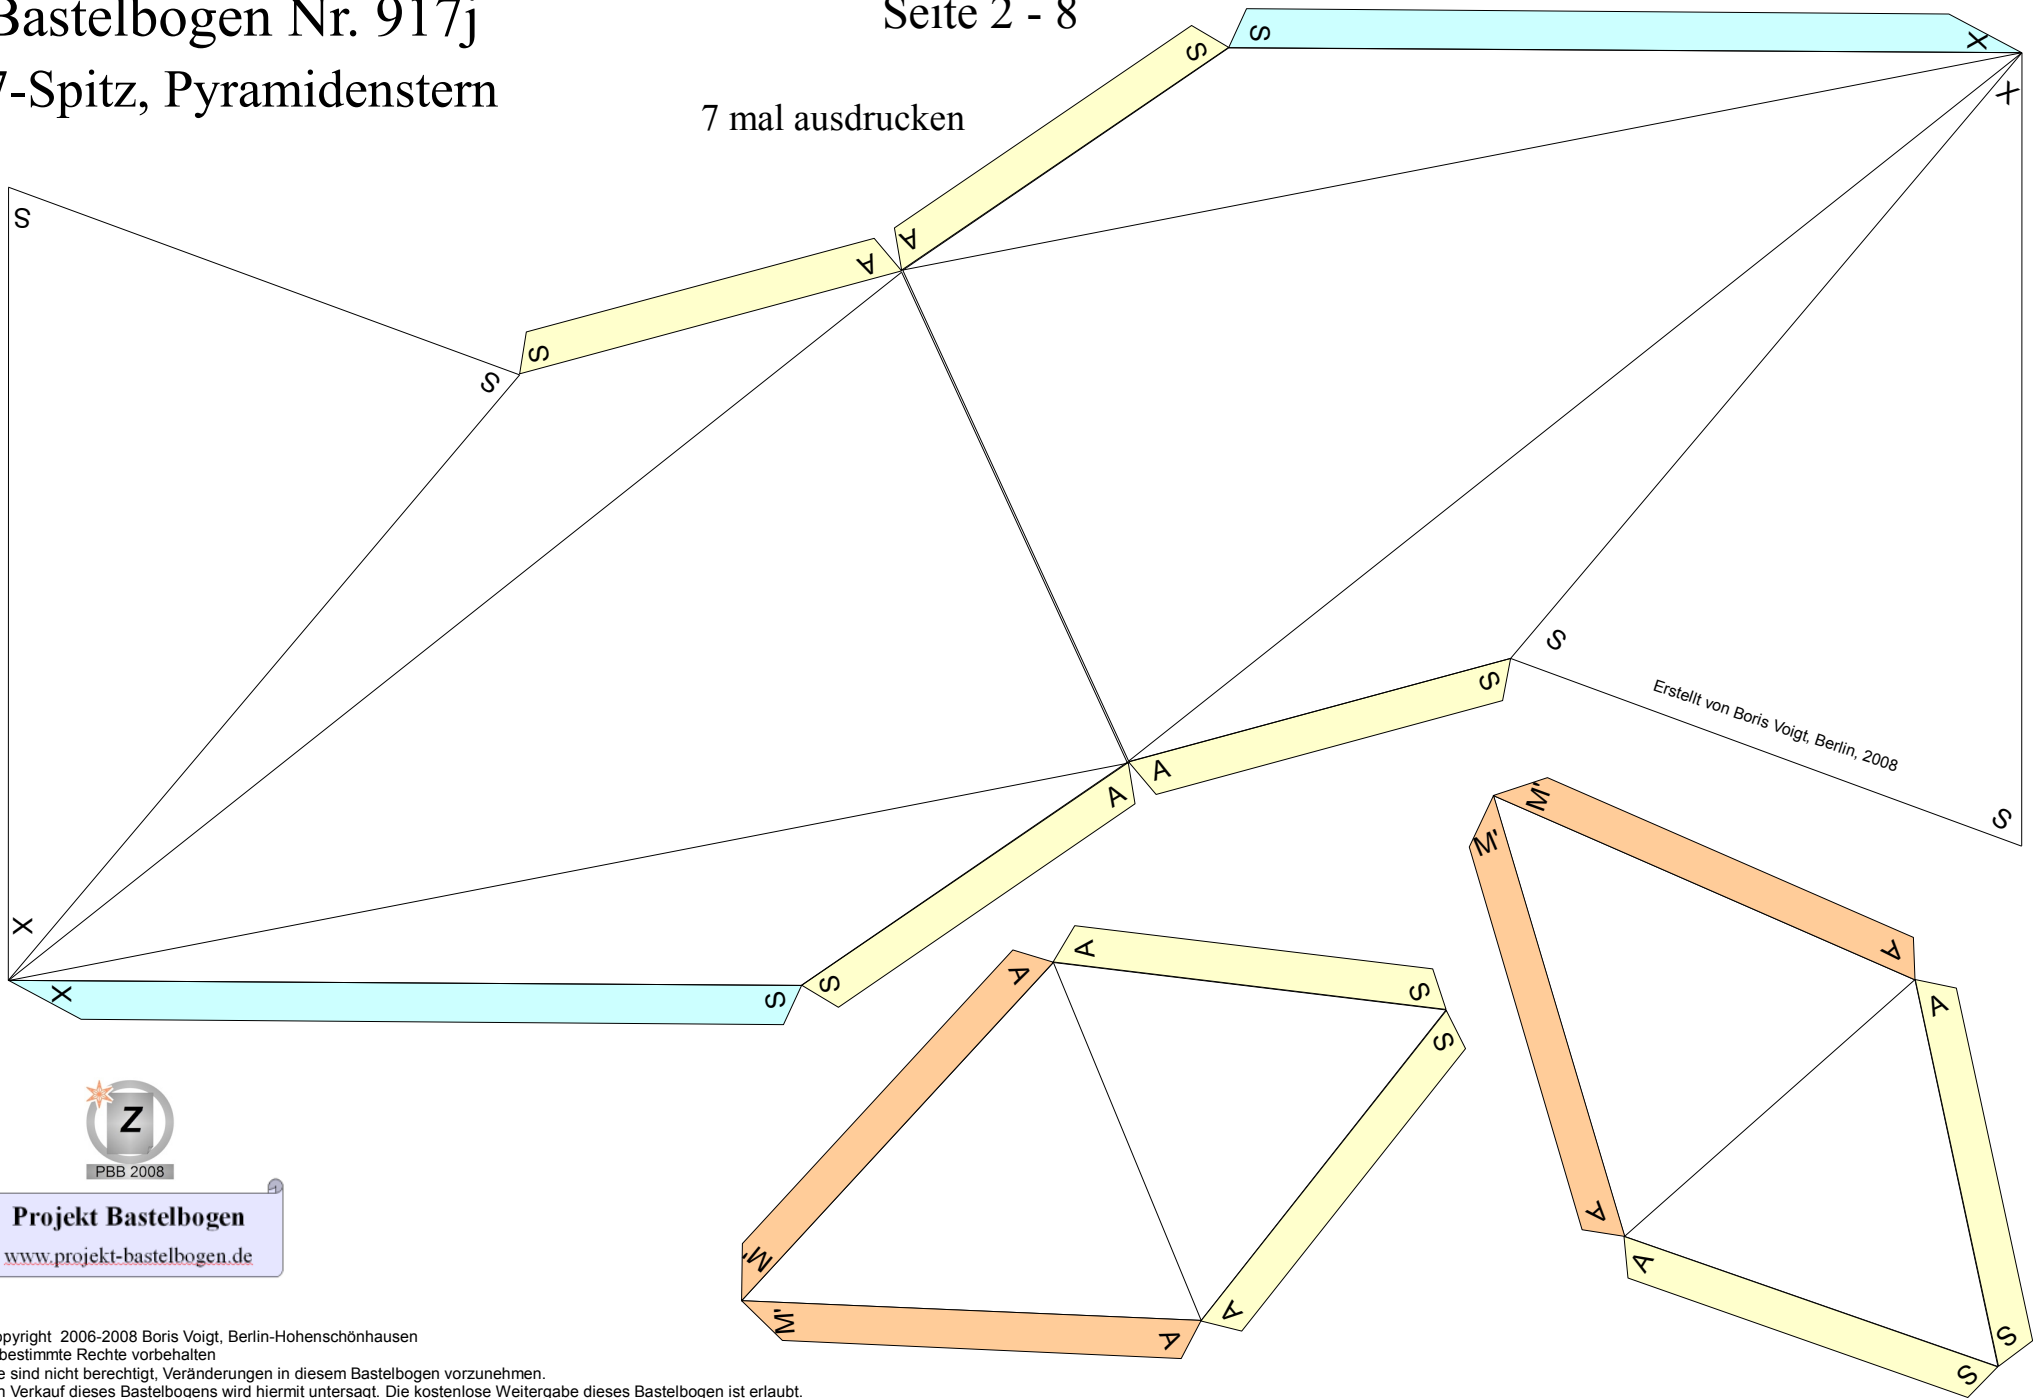 Bastelbogen Nr. 917j
Seite 2 - 8
7-Spitz, Pyramidenstern
7 mal ausdrucken
S
X
S
X
S
A
A
S
S
S
S
S
A
A
S
Erstellt von Boris Voigt, Berlin, 2008
S
X
X
S
S
M'
M'
A
A
A
A
S
S
A
A
S
S
M'
M'
A
A
Z
PBB 2008
Projekt Bastelbogen
www.projekt-bastelbogen.de
opyright 2006-2008 Boris Voigt, Berlin-Hohenschönhausen
bestimmte Rechte vorbehalten
e sind nicht berechtigt, Veränderungen in diesem Bastelbogen vorzunehmen.
n Verkauf dieses Bastelbogens wird hiermit untersagt. Die kostenlose Weitergabe dieses Bastelbogen ist erlaubt.